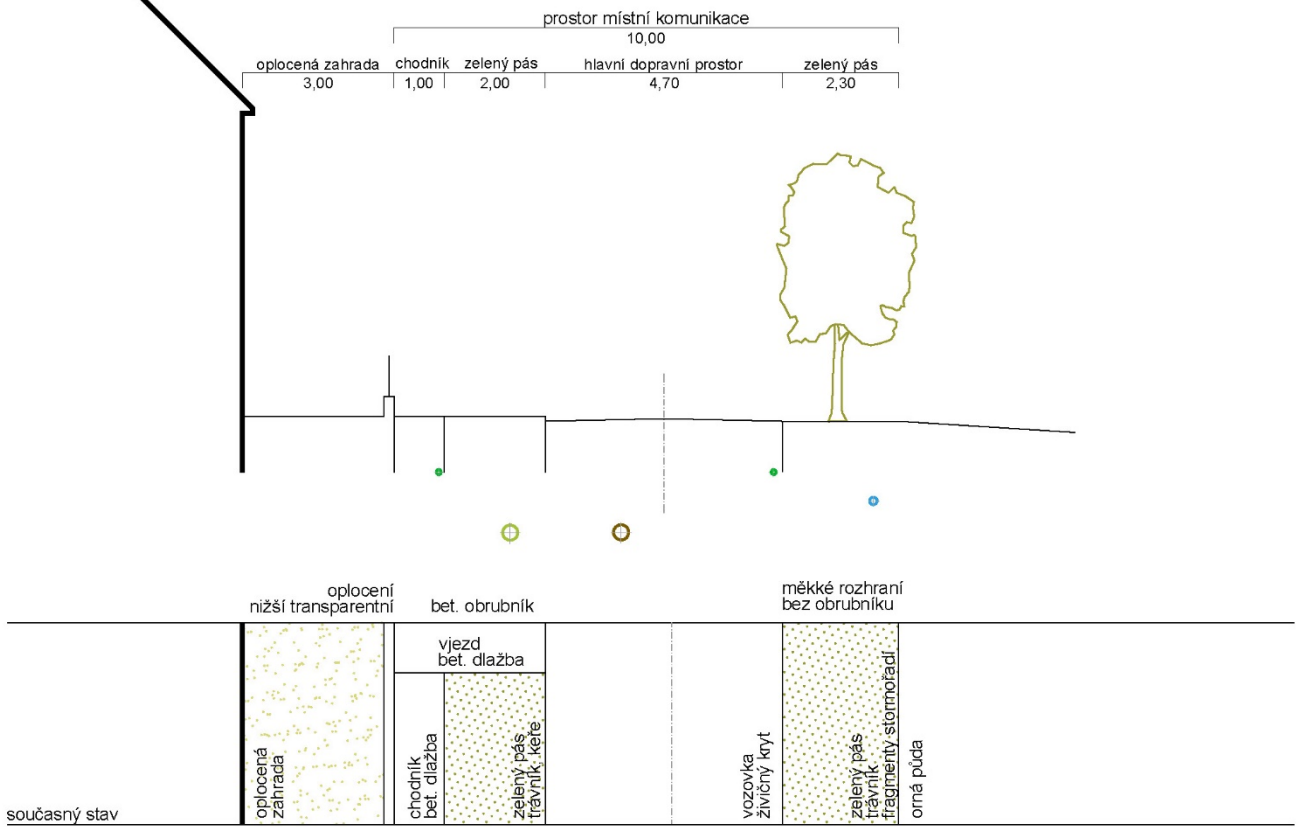 prostor místní komunikace
10,00
oplocená zahrada chodník zelený pás hlavní dopravní prostor zelený pás
3,00 1,00 2,00 4,70 2,30
oplocení
nižší transparentní
bet. obrubník
měkké rozhraní
bez obrubníku
vjezd
bet. dlažba
oplocená
zahrada
chodník
bet. dlažba
zelený pás
trávník, keře
vozovka
živičný kryt
zelený pás
trávník
fragmenty stormořadí
orná půda
současný stav